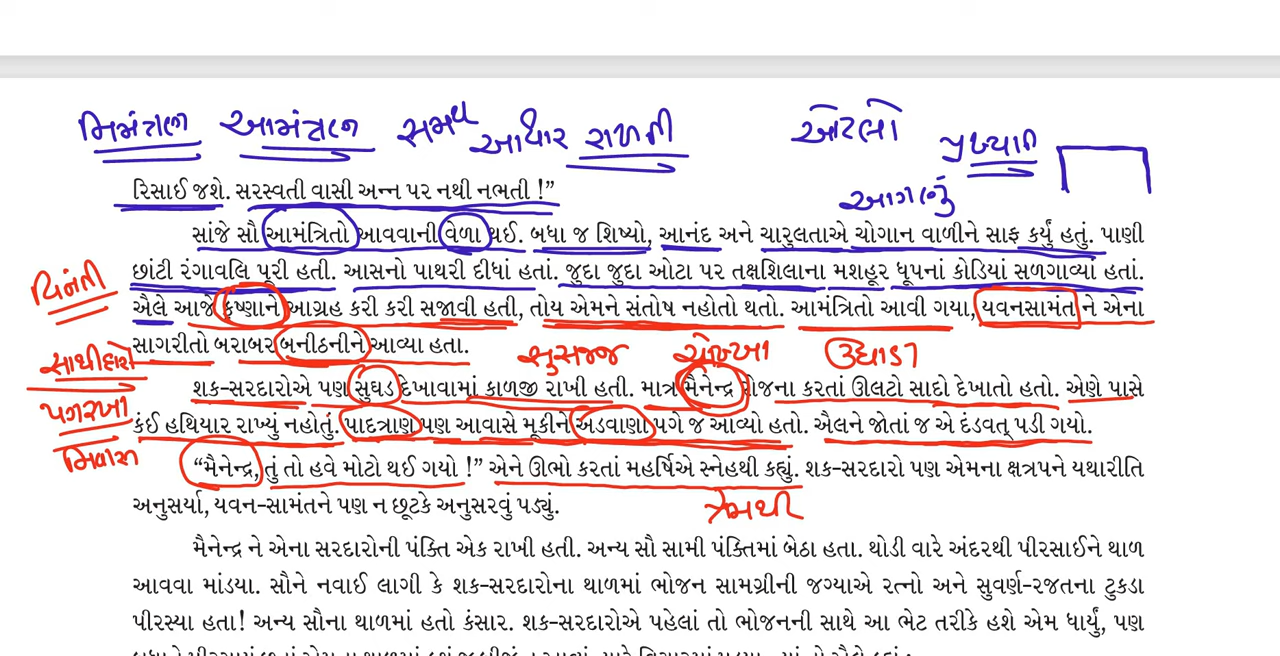 નિમંત્રણ આમંત્રણ સમય આધાર રાખતી એટલો પ્રખ્યાત
રિસાઈ જશે. સરસ્વતી વાસી અન્ન પર નથી નભતી !”
આગળનું
સાંજે સૌ આમંત્રિતો આવવાની વેળા થઈ. બધા જ શિષ્યો, આનંદ અને ચારુલતાએ ચોગાન વાળીને સાફ કર્યું હતું. પાણી
છાંટી રંગાવલિ પૂરી હતી. આસનો પાથરી દીધાં હતાં. જુદા જુદા ઓટા પર તક્ષશિલાના મશહૂર ધૂપનાં કોડિયાં સળગાવ્યાં હતાં.
વિનંતી
ઐલે આજે કૃષ્ણાને આગ્રહ કરી કરી સજાવી હતી, તોય એમને સંતોષ નહોતો થતો. આમંત્રિતો આવી ગયા, યવનસામંત ને એના
સાગરીતો બરાબર બનીઠનીને આવ્યા હતા.
સાથીદારો સુસજ્જ ચોખ્ખા ઉઘાડા
શક-સરદારોએ પણ સુઘડ દેખાવામાં કાળજી રાખી હતી. માત્ર મૈનેન્દ્ર રોજના કરતાં ઊલટો સાદો દેખાતો હતો. એણે પાસે
પગરખાં
કંઈ હથિયાર રાખ્યું નહોતું. પાદત્રાણ પણ આવાસે મૂકીને અડવાણા પગે જ આવ્યો હતો. ઐલને જોતાં જ એ દંડવત્ પડી ગયો.
નિવાસ
“મૈનેન્દ્ર, તું તો હવે મોટો થઈ ગયો !” એને ઊભો કરતાં મહર્ષિએ સ્નેહથી કહ્યું. શક-સરદારો પણ એમના ક્ષત્રપને યથારીતિ
અનુસર્યા, યવન-સામંતને પણ ન છૂટકે અનુસરવું પડ્યું.
પ્રેમથી
મૈનેન્દ્ર ને એના સરદારોની પંક્તિ એક રાખી હતી. અન્ય સૌ સામી પંક્તિમાં બેઠા હતા. થોડી વારે અંદરથી પીરસાઈને થાળ
આવવા માંડયા. સૌને નવાઈ લાગી કે શક-સરદારોના થાળમાં ભોજન સામગ્રીની જગ્યાએ રત્નો અને સુવર્ણ-રજતના ટુકડા
પીરસ્યા હતા! અન્ય સૌના થાળમાં હતો કંસાર. શક-સરદારોએ પહેલાં તો ભોજનની સાથે આ ભેટ તરીકે હશે એમ ધાર્યું, પણ